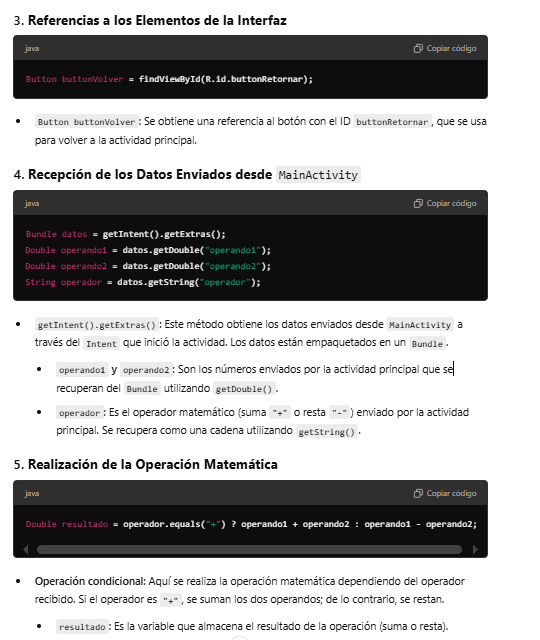 3. Referencias a los Elementos de la Interfaz
java
Copiar código
Button buttonVolver = findViewById(R.id.buttonRetornar);
Button buttonVolver: Se obtiene una referencia al botón con el ID buttonRetornar, que se usa
para volver a la actividad principal.
4. Recepción de los Datos Enviados desde MainActivity
java
Copiar código
Bundle datos = getIntent().getExtras();
Double operando1 = datos.getDouble("operando1");
Double operando2 = datos.getDouble("operando2");
String operador = datos.getString("operador");
getIntent().getExtras(): Este método obtiene los datos enviados desde MainActivity a
través del Intent que inició la actividad. Los datos están empaquetados en un Bundle.
operando1 y operando2: Son los números enviados por la actividad principal que se
recuperan del Bundle utilizando getDouble().
operador: Es el operador matemático (suma "+" o resta "-") enviado por la actividad
principal. Se recupera como una cadena utilizando getString().
5. Realización de la Operación Matemática
java
Copiar código
Double resultado = operador.equals("+") ? operando1 + operando2 : operando1 - operando2;
Operación condicional: Aquí se realiza la operación matemática dependiendo del operador
recibido. Si el operador es "+", se suman los dos operandos; de lo contrario, se restan.
resultado: Es la variable que almacena el resultado de la operación (suma o resta).